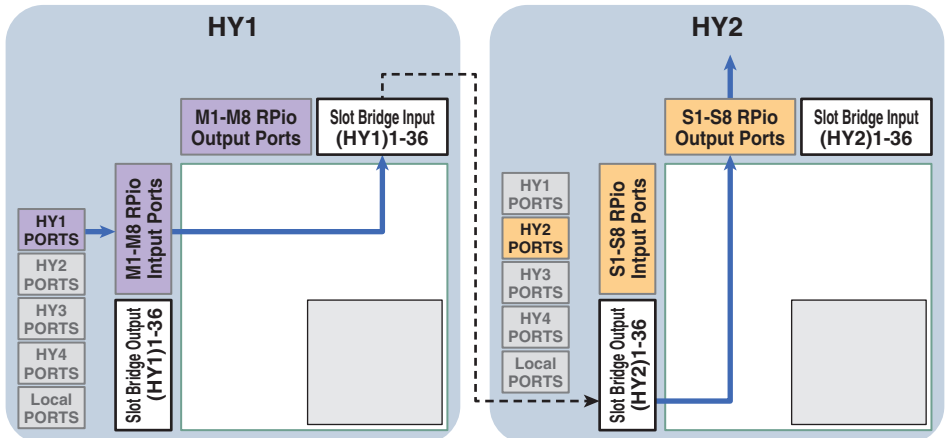 HY1
M1-M8 RPio
Output Ports
Slot Bridge Input
(HY1)1-36
M1-M8 RPio
Intput Ports
HY1
PORTS
HY2
PORTS
HY3
PORTS
HY4
PORTS
Local
PORTS
Slot Bridge Output
(HY1)1-36
HY2
S1-S8 RPio
Output Ports
Slot Bridge Input
(HY2)1-36
HY1
PORTS
HY2
PORTS
HY3
PORTS
HY4
PORTS
Local
PORTS
S1-S8 RPio
Intput Ports
Slot Bridge Output
(HY2)1-36